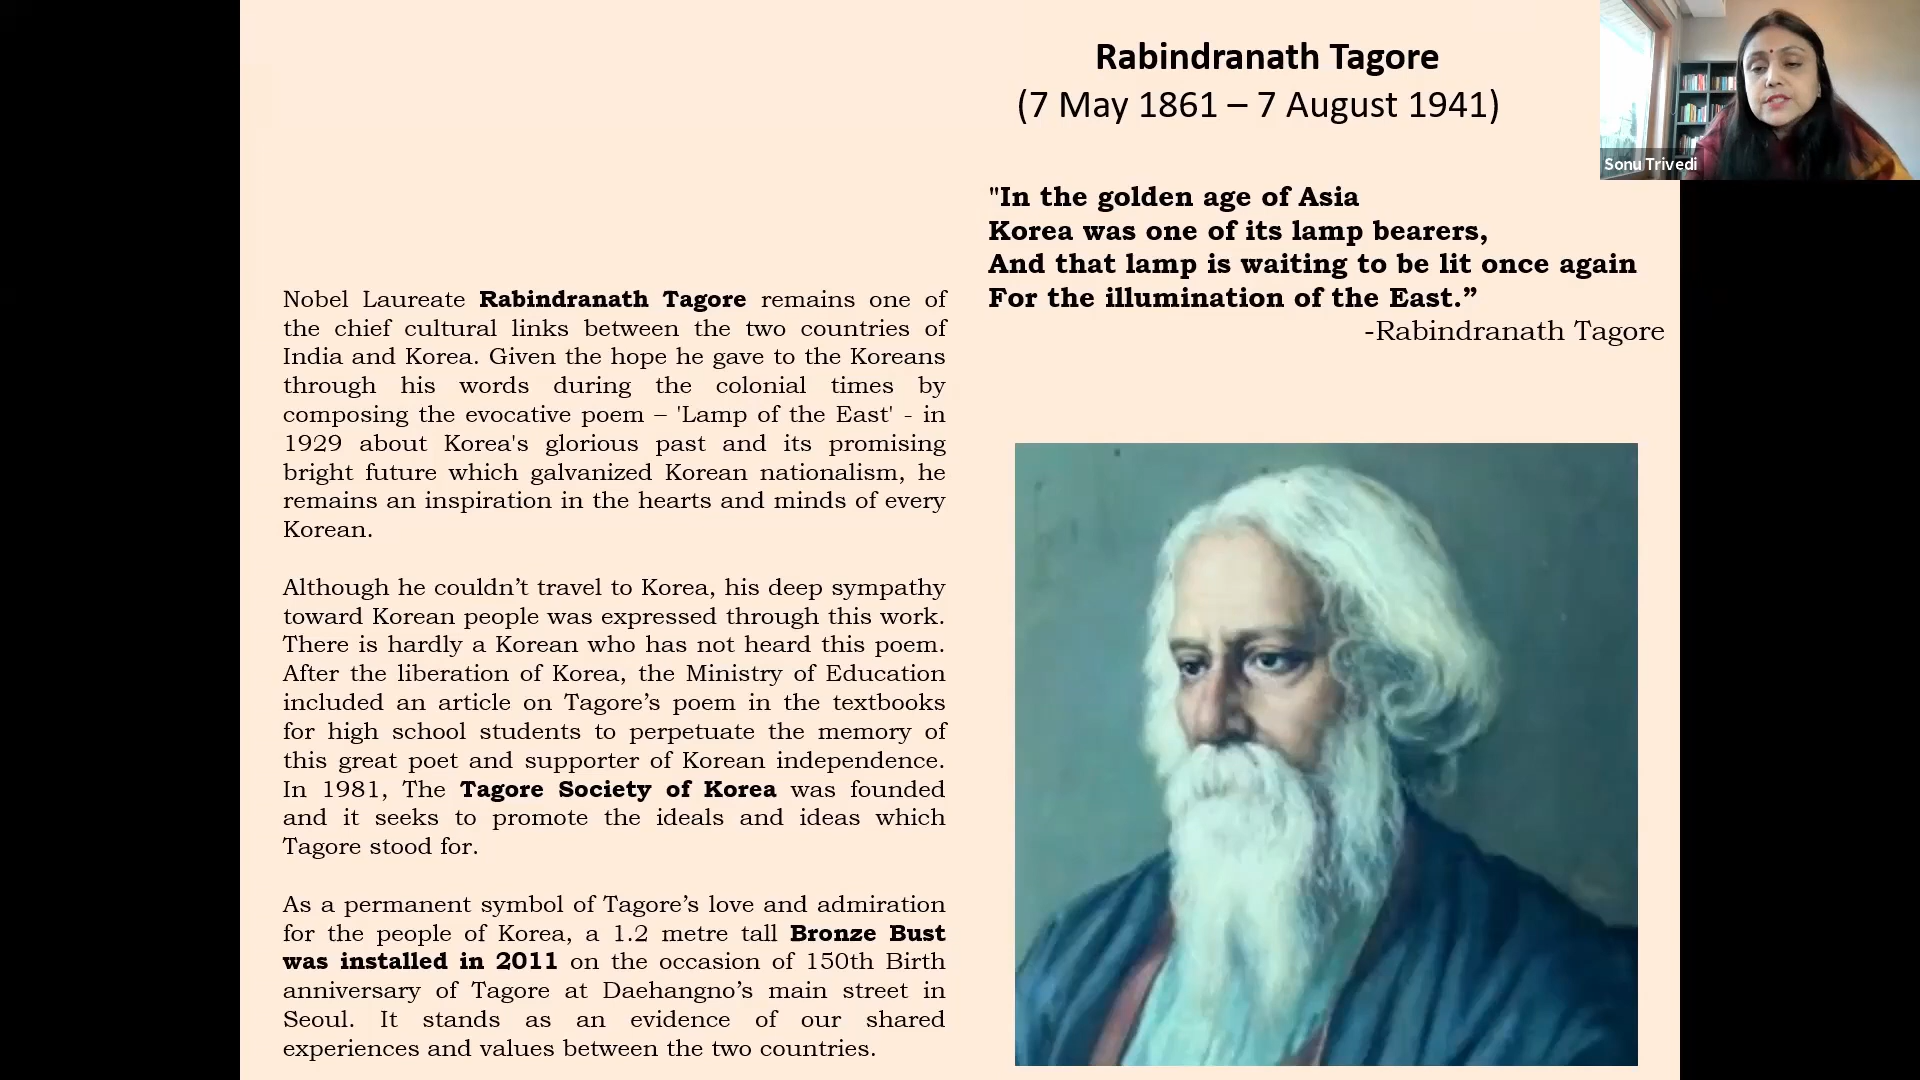 Rabindranath Tagore
(7 May 1861 – 7 August 1941)
Sonu Trivedi
"In the golden age of Asia
Korea was one of its lamp bearers,
And that lamp is waiting to be lit once again
For the illumination of the East.”
-Rabindranath Tagore
Nobel Laureate Rabindranath Tagore remains one of
the chief cultural links between the two countries of
India and Korea. Given the hope he gave to the Koreans
through his words during the colonial times by
composing the evocative poem – 'Lamp of the East' - in
1929 about Korea's glorious past and its promising
bright future which galvanized Korean nationalism, he
remains an inspiration in the hearts and minds of every
Korean.
Although he couldn’t travel to Korea, his deep sympathy
toward Korean people was expressed through this work.
There is hardly a Korean who has not heard this poem.
After the liberation of Korea, the Ministry of Education
included an article on Tagore’s poem in the textbooks
for high school students to perpetuate the memory of
this great poet and supporter of Korean independence.
In 1981, The Tagore Society of Korea was founded
and it seeks to promote the ideals and ideas which
Tagore stood for.
As a permanent symbol of Tagore’s love and admiration
for the people of Korea, a 1.2 metre tall Bronze Bust
was installed in 2011 on the occasion of 150th Birth
anniversary of Tagore at Daehangno’s main street in
Seoul. It stands as an evidence of our shared
experiences and values between the two countries.